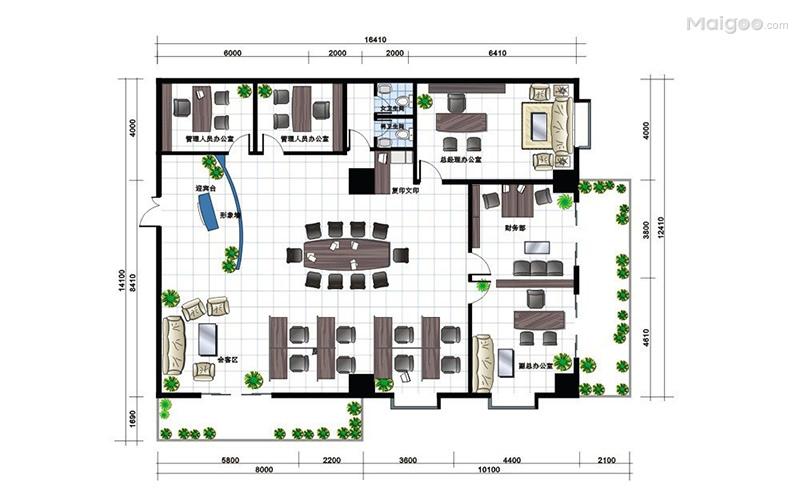 Maigoo.com
16410
6000
2000
2000
6410
4000
14100
8410
1690
4000
3800
12410
4610
管理人员办公室
管理人员办公室
女卫生间
男卫生间
总经理办公室
复印文印
迎宾台
形象墙
财务部
会客区
副总办公室
5800
2200
3600
4400
2100
8000
10100